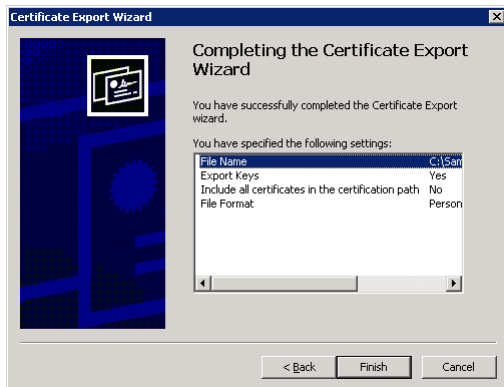 Certificate Export Wizard
Completing the Certificate Export
Wizard
You have successfully completed the Certificate Export
wizard.
You have specified the following settings:
File Name C:\San
Export Keys Yes
Include all certificates in the certification path No
File Format Person
< Back Finish Cancel